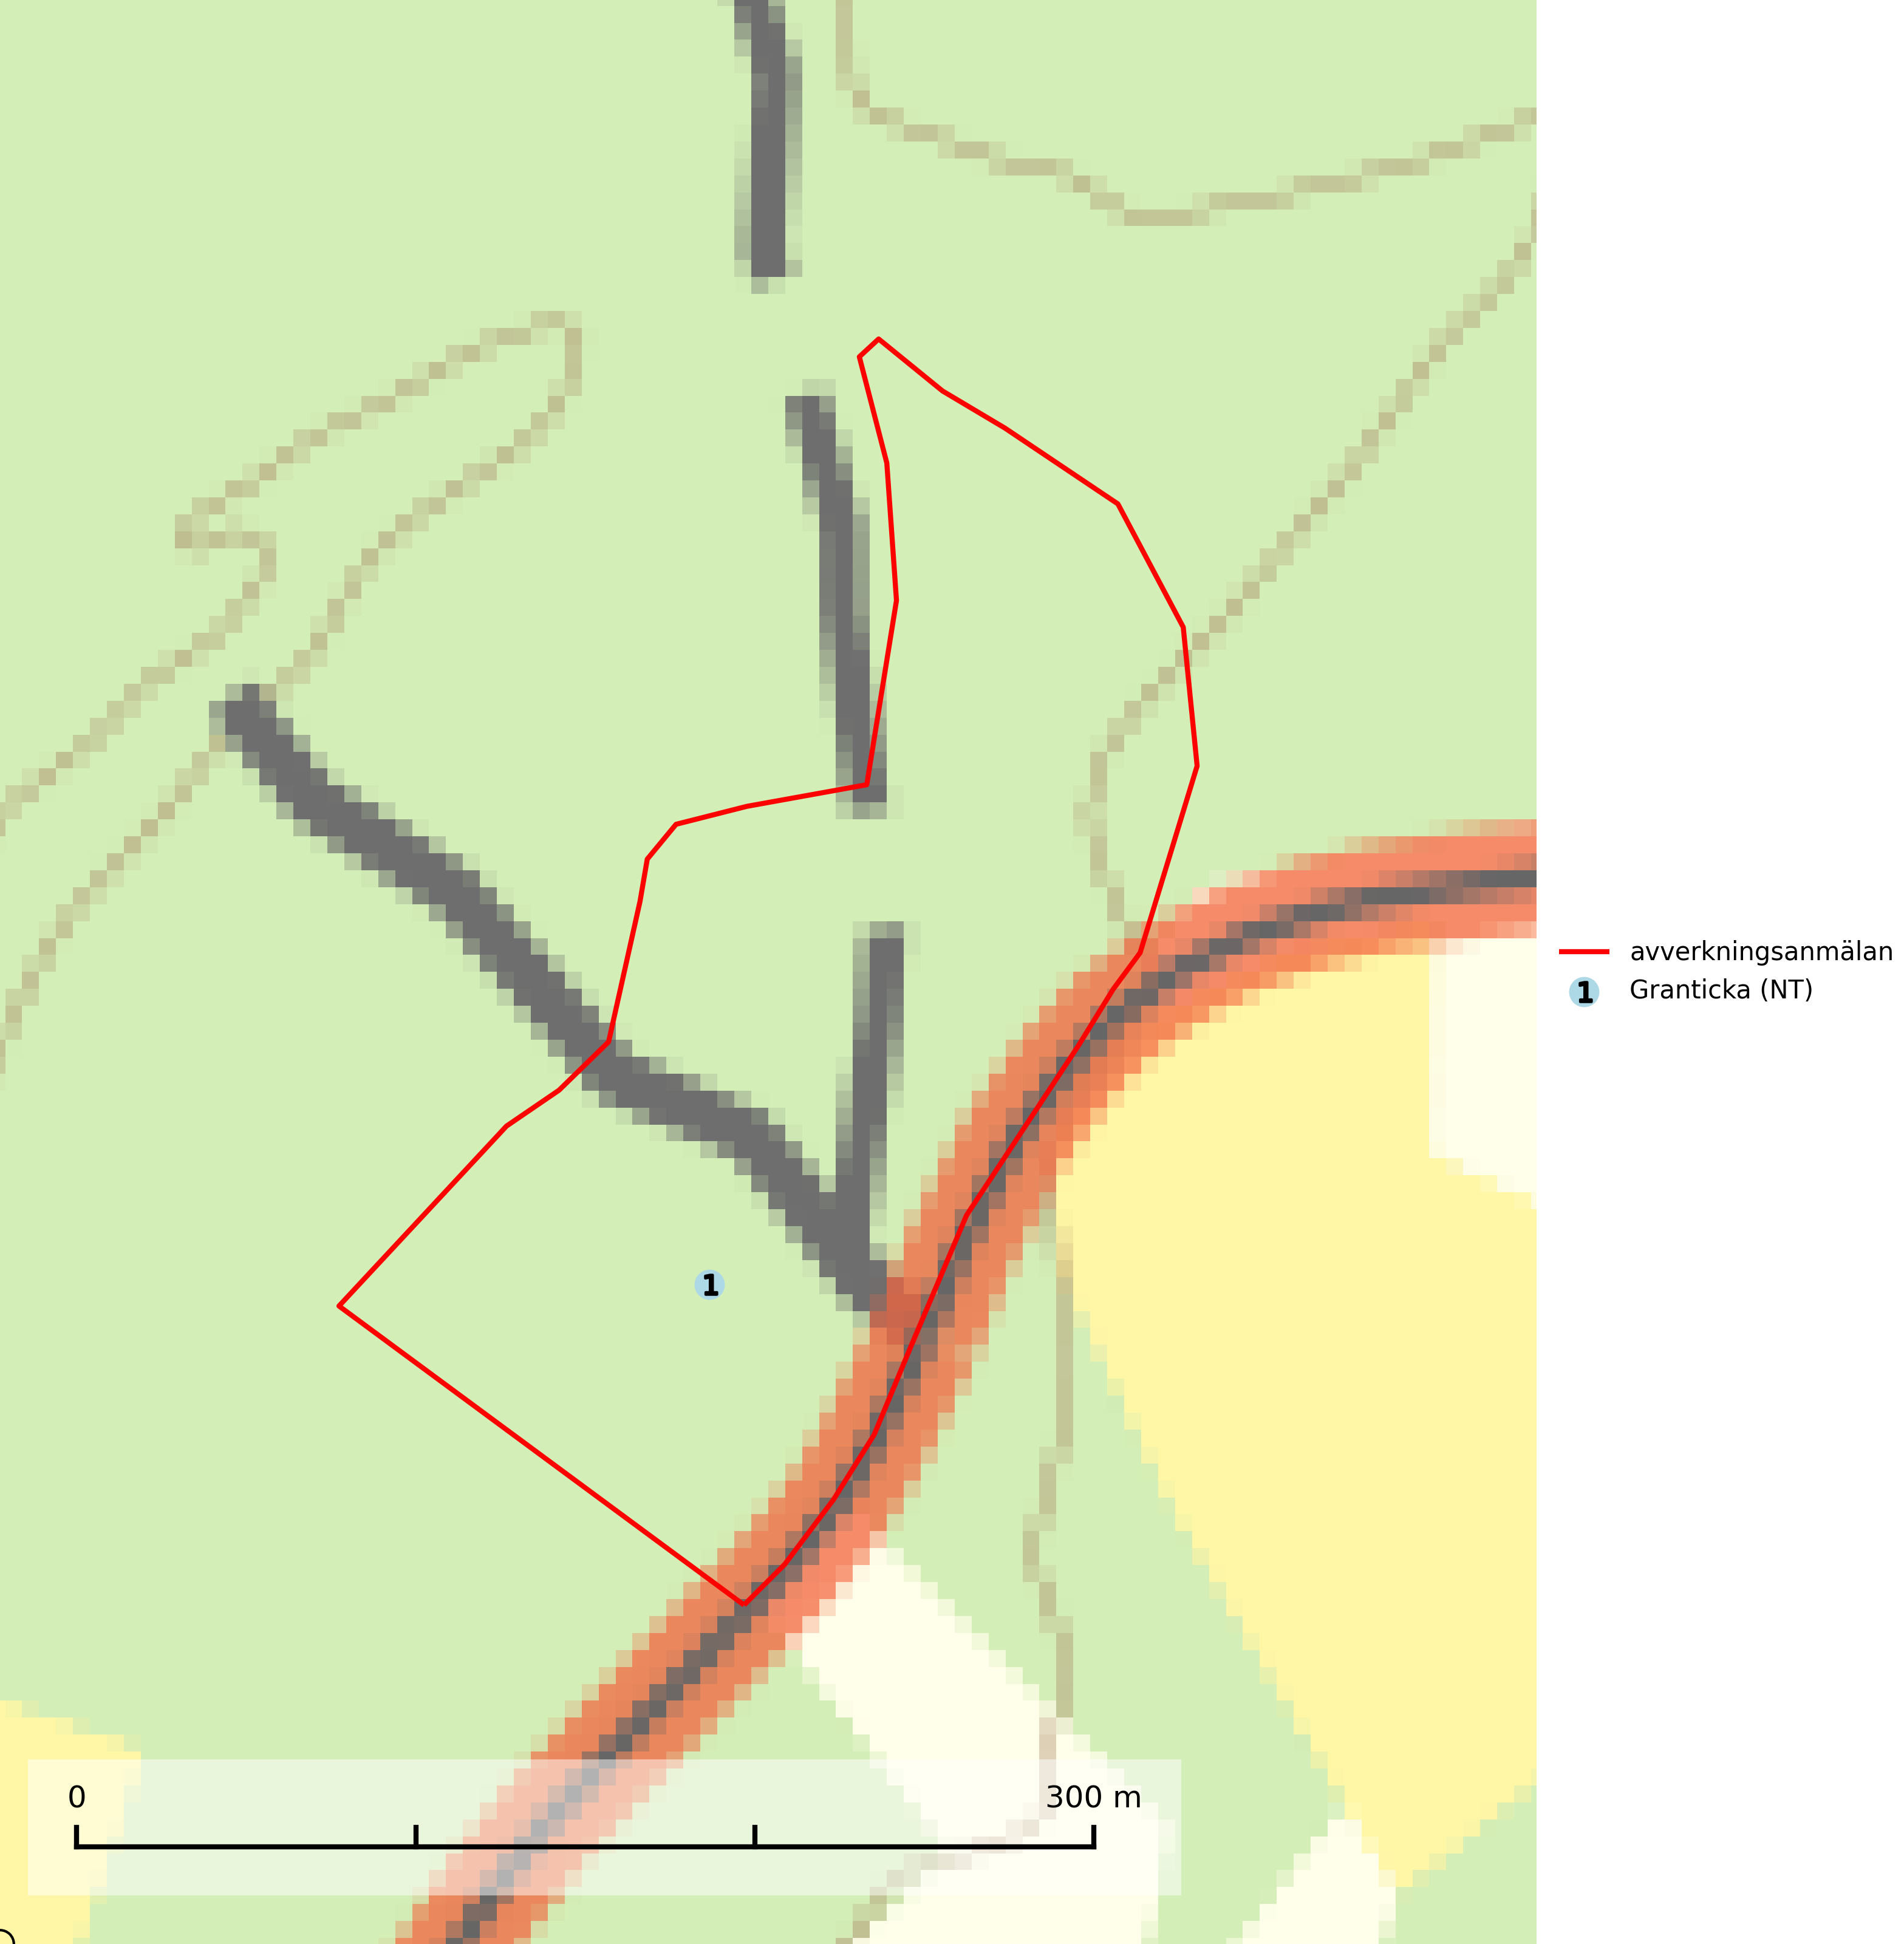 avverkningsanmälan
1 Granticka (NT)
1
0 300 m